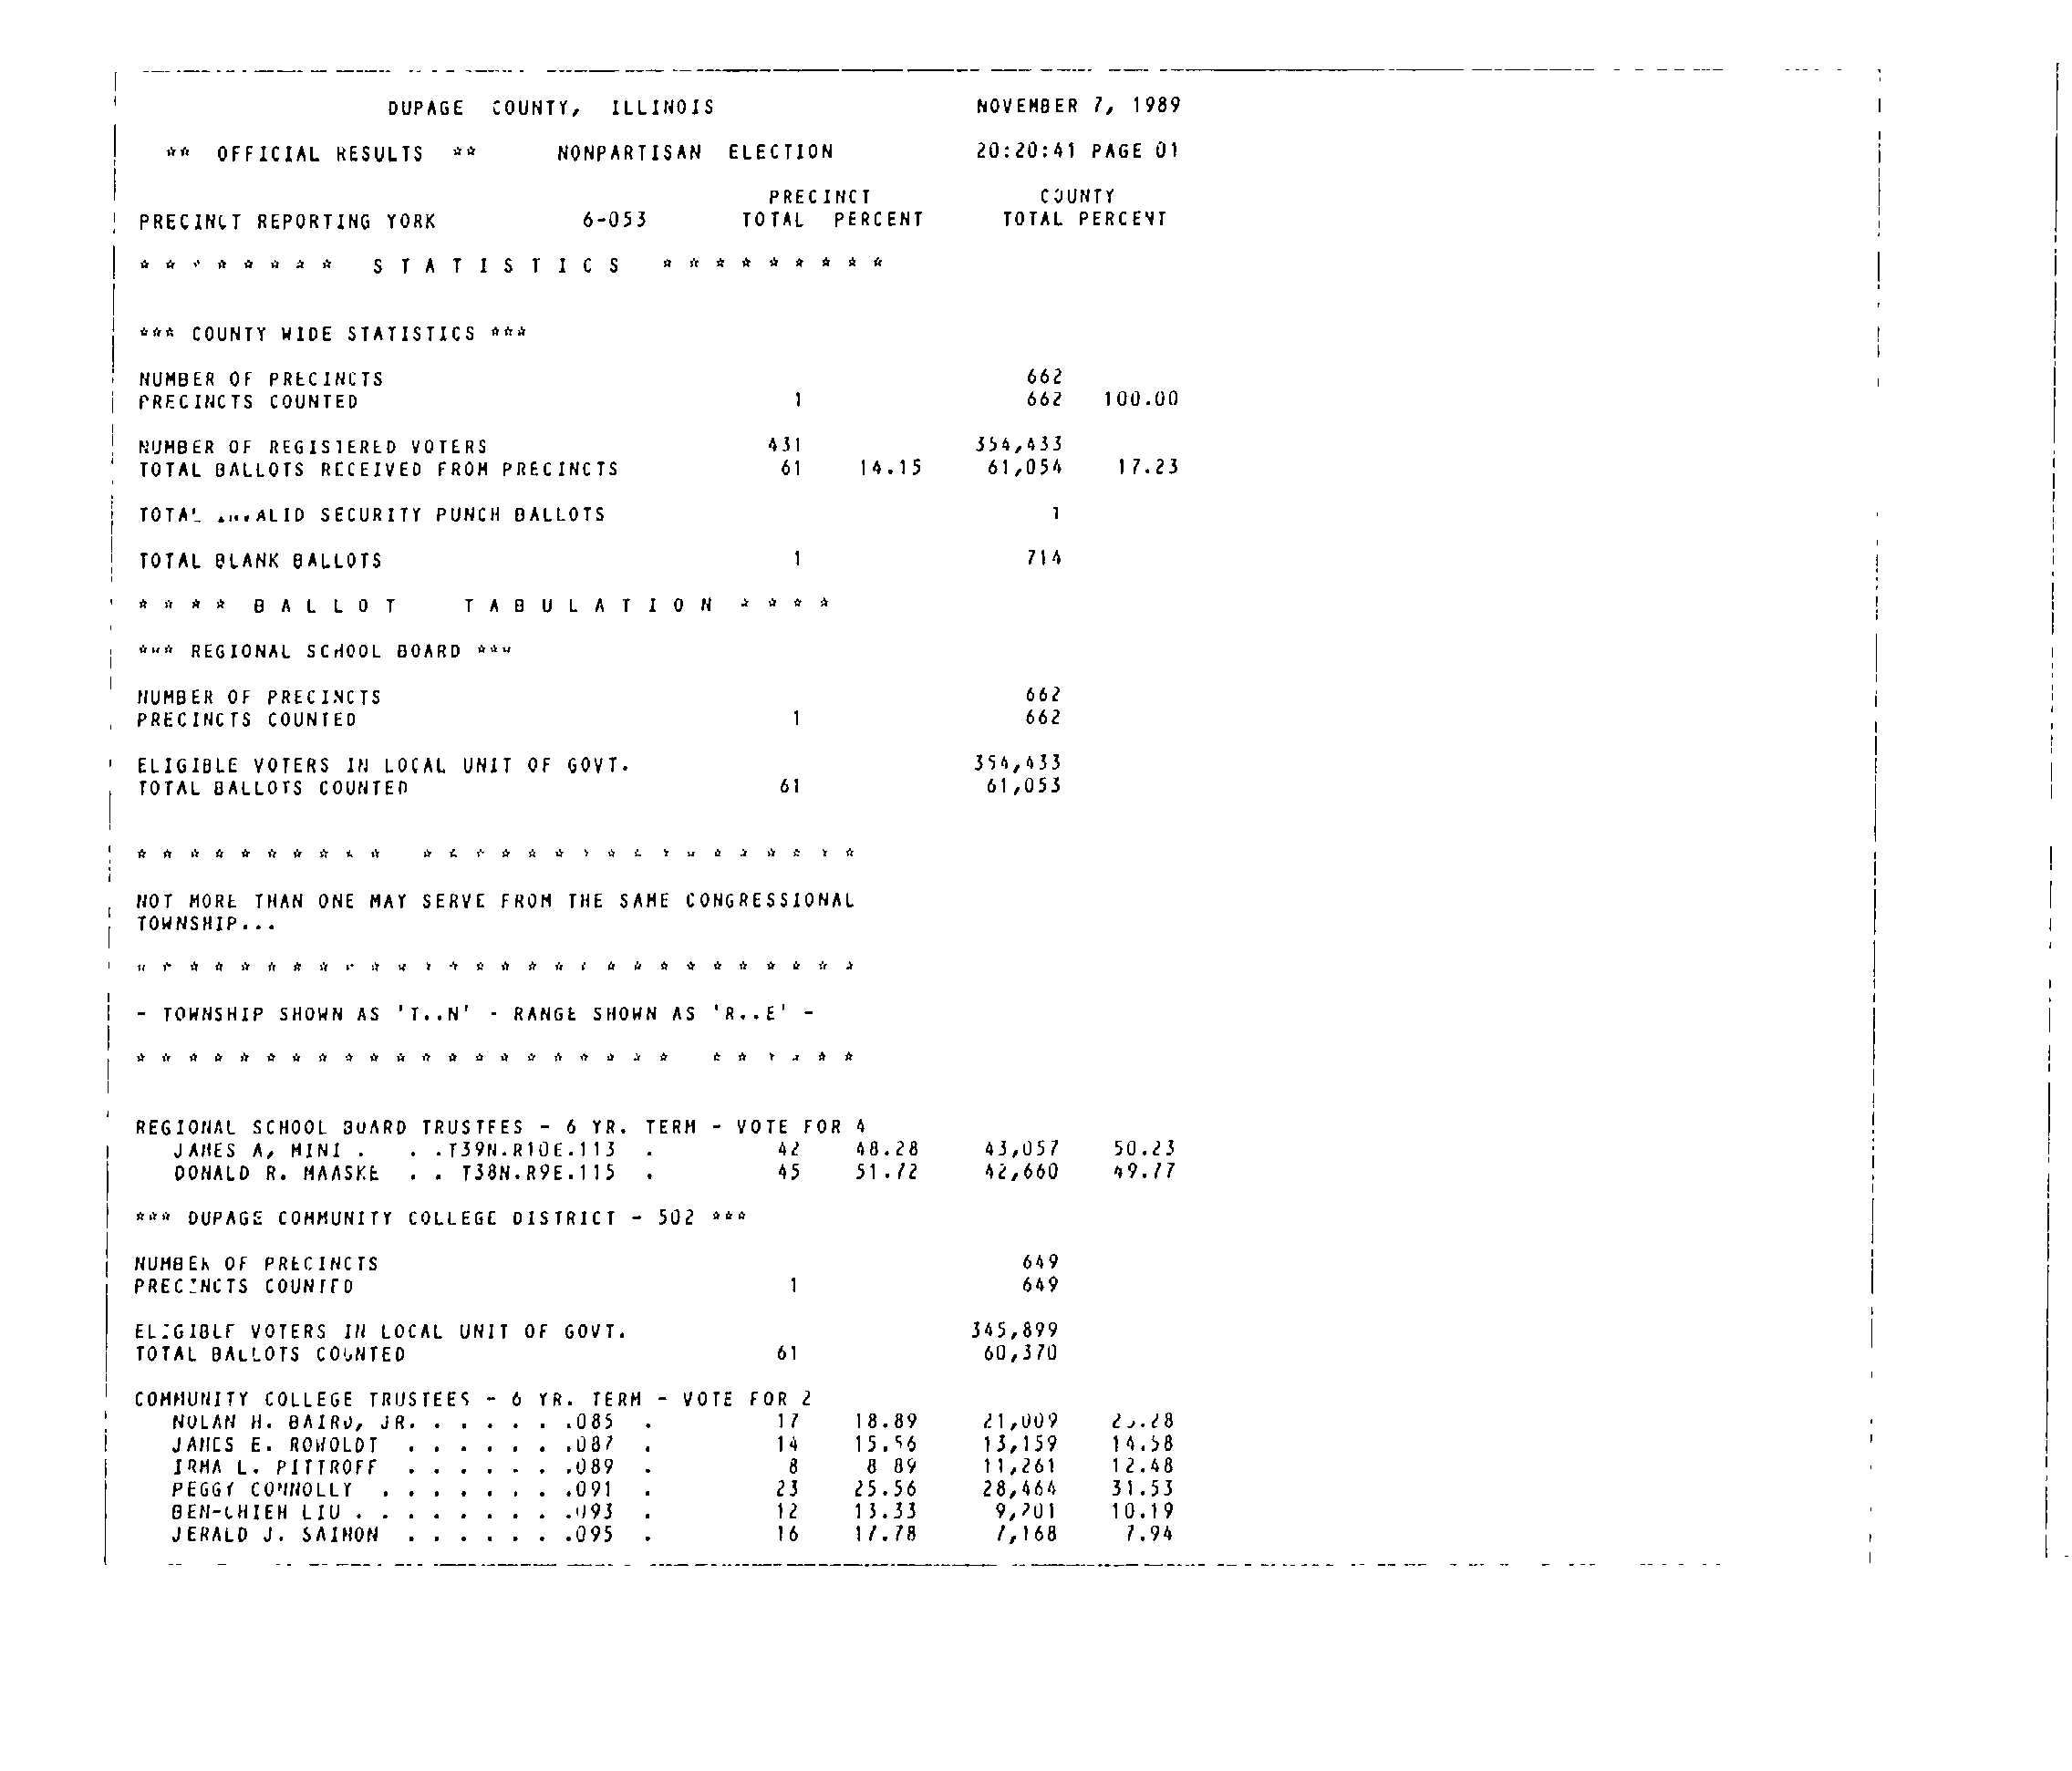 DUPAGE COUNTY, ILLINOIS NOVEMBER 7, 1989
** OFFICIAL RESULTS ** NONPARTISAN ELECTION 20:20:41 PAGE 01
PRECINCT COUNTY
PRECINCT REPORTING YORK 6-053 TOTAL PERCENT TOTAL PERCENT
* * * * * * * * S T A T I S T I C S * * * * * * * * *
*** COUNTY WIDE STATISTICS ***
NUMBER OF PRECINCTS 662
PRECINCTS COUNTED 1 662 100.00
NUMBER OF REGISTERED VOTERS 431 354,433
TOTAL BALLOTS RECEIVED FROM PRECINCTS 61 14.15 61,054 17.23
TOTAL SECURITY PUNCH BALLOTS 1
TOTAL BLANK BALLOTS 1 714
* * * * B A L L O T T A B U L A T I O N * * * *
*** REGIONAL SCHOOL BOARD ***
NUMBER OF PRECINCTS 662
PRECINCTS COUNTED 1 662
ELIGIBLE VOTERS IN LOCAL UNIT OF GOVT. 354,433
TOTAL BALLOTS COUNTED 61 61,053
* * * * * * * * * * * * * * * * * * * * * * * * * * *
NOT MORE THAN ONE MAY SERVE FROM THE SAME CONGRESSIONAL
TOWNSHIP...
* * * * * * * * * * * * * * * * * * * * * * * * * * * *
- TOWNSHIP SHOWN AS 'T..N' - RANGE SHOWN AS 'R..E' -
* * * * * * * * * * * * * * * * * * * * * * * * * * *
REGIONAL SCHOOL BOARD TRUSTEES - 6 YR. TERM - VOTE FOR 4
JAMES A, MINI . . .T39N.R10E.113 . 42 48.28 43,057 50.23
DONALD R. MAASKE . . T38N.R9E.115 . 45 51.72 42,660 49.77
*** DUPAGE COMMUNITY COLLEGE DISTRICT - 502 ***
NUMBER OF PRECINCTS 649
PRECINCTS COUNTED 1 649
ELIGIBLE VOTERS IN LOCAL UNIT OF GOVT. 345,899
TOTAL BALLOTS COUNTED 61 60,370
COMMUNITY COLLEGE TRUSTEES - 6 YR. TERM - VOTE FOR 2
NOLAN H. BAIRD, JR. . . . . . .085 . 17 18.89 21,009
JAMES E. ROWOLDT . . . . . . .087 . 14 15.56 13,159 14.58
IRMA L. PITTROFF . . . . . . .089 . 8 8 89 11,261 12.48
PEGGY CONNOLLY . . . . . . . .091 . 23 25.56 28,464 31.53
BEN-CHIEH LIU . . . . . . . . .093 . 12 13.33 9,201 10.19
JERALD J. SAIMON . . . . . . .095 . 16 17.78 7,168 7.94